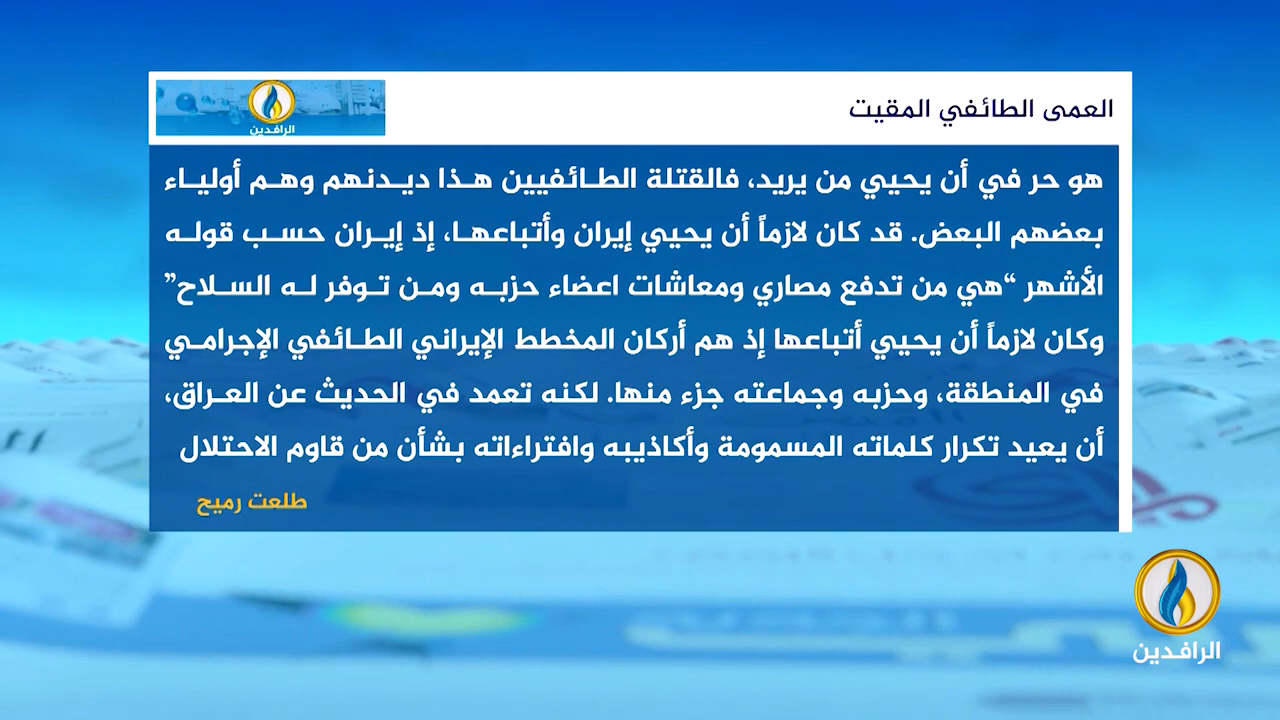 الرافدين
العمى الطائفي المقيت
هو حر في أن يحيي من يريد، فالقتلة الطائفيين هذا ديدنهم وهم أولياء
بعضهم البعض. قد كان لازماً أن يحيي إيران وأتباعها، إذ إيران حسب قوله
الأشهر “هي من تدفع مصاري ومعاشات اعضاء حزبه ومن توفر له السلاح”
وكان لازماً أن يحيي أتباعها إذ هم أركان المخطط الإيراني الطائفي الإجرامي
في المنطقة، وحزبه وجماعته جزء منها. لكنه تعمد في الحديث عن العراق،
أن يعيد تكرار كلماته المسمومة وأكاذيبه وافتراءاته بشأن من قاوم الاحتلال
طلعت رميح
الرافدين